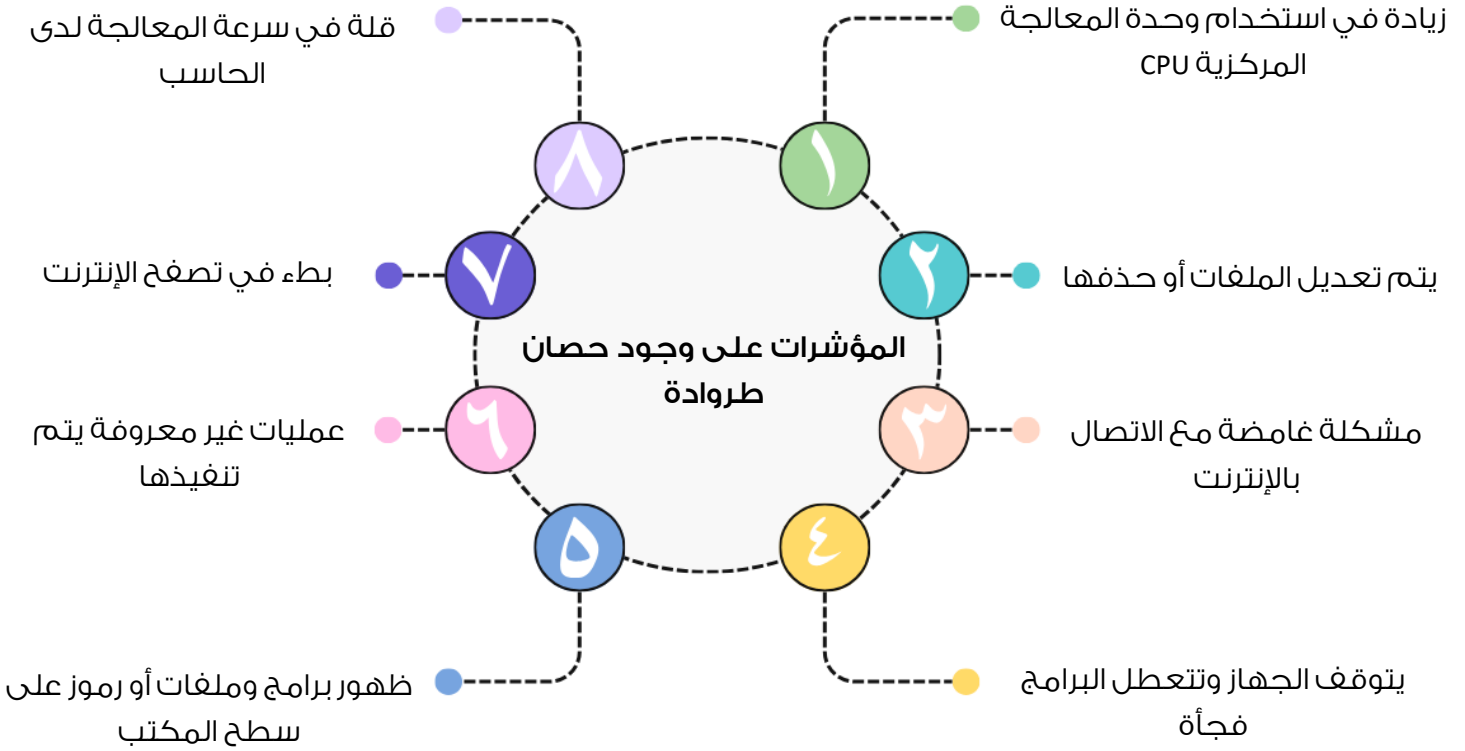 المؤشرات على وجود حصان
طروادة
١
زيادة في استخدام وحدة المعالجة
المركزية CPU
٢
يتم تعديل الملفات أو حذفها
٣
مشكلة غامضة مع الاتصال
بالإنترنت
٤
يتوقف الجهاز وتتعطل البرامج
فجأة
٥
ظهور برامج وملفات أو رموز على
سطح المكتب
٦
عمليات غير معروفة يتم
تنفيذها
٧
بطء في تصفح الإنترنت
٨
قلة في سرعة المعالجة لدى
الحاسب